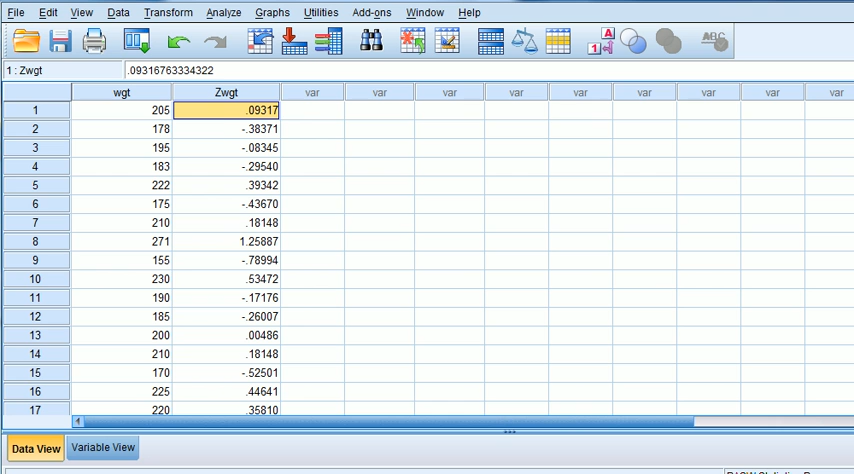 File Edit View Data Transform Analyze Graphs Utilities Add-ons Window Help
A
1 4
ABC
1 : Zwgt .09316763334322
wgt Zwgt var var var var var var var var
1 205 .09317
2 178 -.38371
3 195 -.08345
4 183 -.29540
5 222 .39342
6 175 -.43670
7 210 .18148
8 271 1.25887
9 155 -.78994
10 230 .53472
11 190 -.17176
12 185 -.26007
13 200 .00486
14 210 .18148
15 170 -.52501
16 225 .44641
17 220 .35810
Data View Variable View